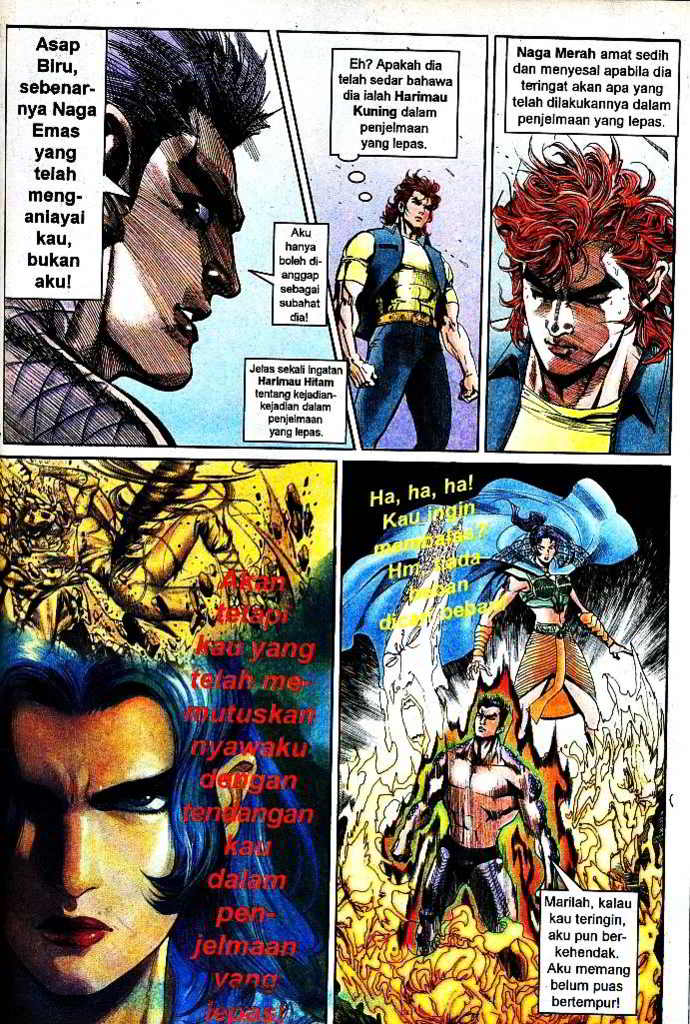 Asap
Biru,
sebenar-
nya Naga
Emas
yang
telah
meng-
aniayai
kau,
bukan
aku!
Aku
hanya
boleh di-
anggap
sebagai
subahat
dia!
Eh? Apakah dia
telah sedar bahawa
dia ialah Harimau
Kuning dalam
penjelmaan
yang lepas.
Jelas sekali ingatan
Harimau Hitam
tentang kejadian-
kejadian dalam
penjelmaan
yang lepas.
Naga Merah amat sedih
dan menyesal apabila dia
teringat akan apa yang
telah dilakukannya dalam
penjelmaan yang lepas.
Akan
tetapi
kau yang
telah me-
mutuskan
nyawaku
dengan
tendangan
kau
dalam
pen-
jelmaan
yang
lepas!
Ha, ha, ha!
Kau ingin
membalas?
Hm,
beban
Marilah, kalau
kau teringin,
aku pun ber-
kehendak.
Aku memang
belum puas
bertempur!